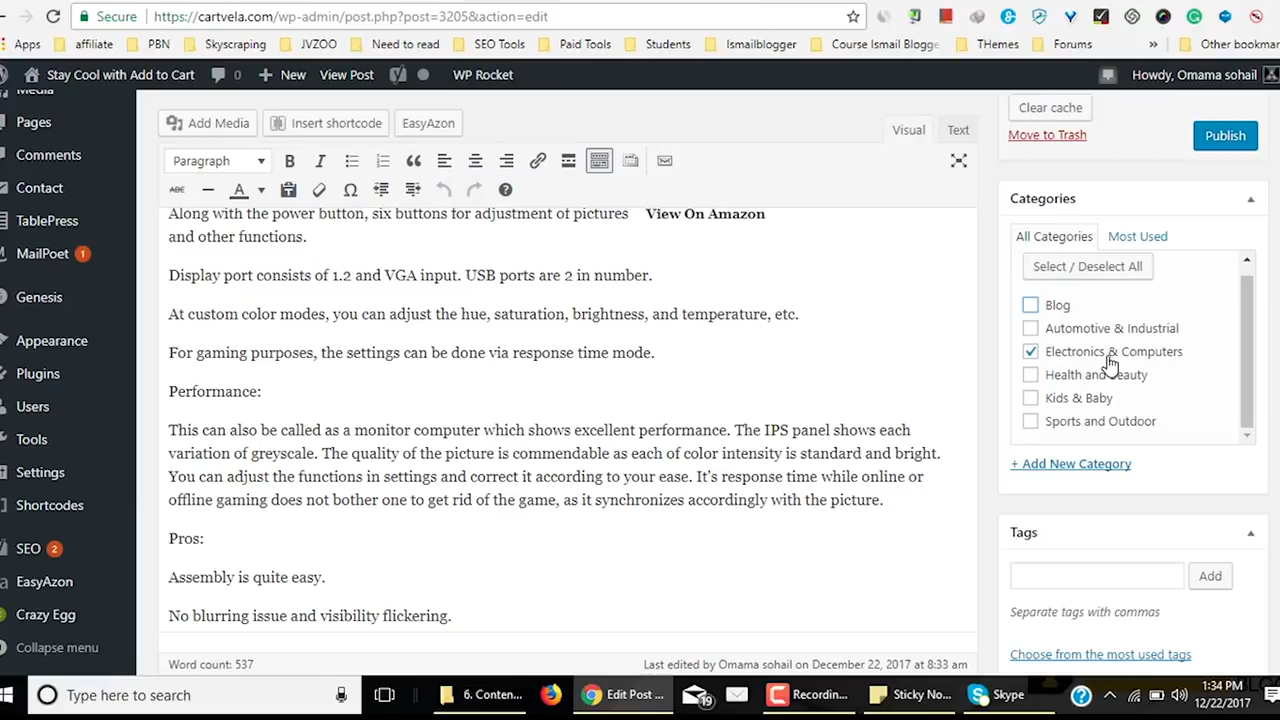 Secure https://cartvela.com/wp-admin/post.php?post=3205&action=edit
Apps affiliate PBN Skyscraping JVZOO Need to read SEO Tools Paid Tools Students Ismailblogger Course Ismail Blogge THemes Forums » Other bookmar
Stay Cool with Add to Cart 0 New View Post WP Rocket Howdy, Omama sohail
Media
Pages
Comments
Contact
TablePress
MailPoet 1
Genesis
Appearance
Plugins
Users
Tools
Settings
Shortcodes
SEO 2
EasyAzon
Crazy Egg
Collapse menu
Add Media Insert shortcode EasyAzon
Visual Text
Paragraph
ABC A
Along with the power button, six buttons for adjustment of pictures View On Amazon
and other functions.
Display port consists of 1.2 and VGA input. USB ports are 2 in number.
At custom color modes, you can adjust the hue, saturation, brightness, and temperature, etc.
For gaming purposes, the settings can be done via response time mode.
Performance:
This can also be called as a monitor computer which shows excellent performance. The IPS panel shows each
variation of greyscale. The quality of the picture is commendable as each of color intensity is standard and bright.
You can adjust the functions in settings and correct it according to your ease. It's response time while online or
offline gaming does not bother one to get rid of the game, as it synchronizes accordingly with the picture.
Pros:
Assembly is quite easy.
No blurring issue and visibility flickering.
Word count: 537 Last edited by Omama sohail on December 22, 2017 at 8:33 am
Clear cache
Move to Trash Publish
Categories
All Categories Most Used
Select / Deselect All
Blog
Automotive & Industrial
Electronics & Computers
Health and Beauty
Kids & Baby
Sports and Outdoor
+ Add New Category
Tags
Add
Separate tags with commas
Choose from the most used tags
Type here to search 6. Conten... Edit Post ... 19 Recordin... Sticky No... Skype 1:34 PM
12/22/2017